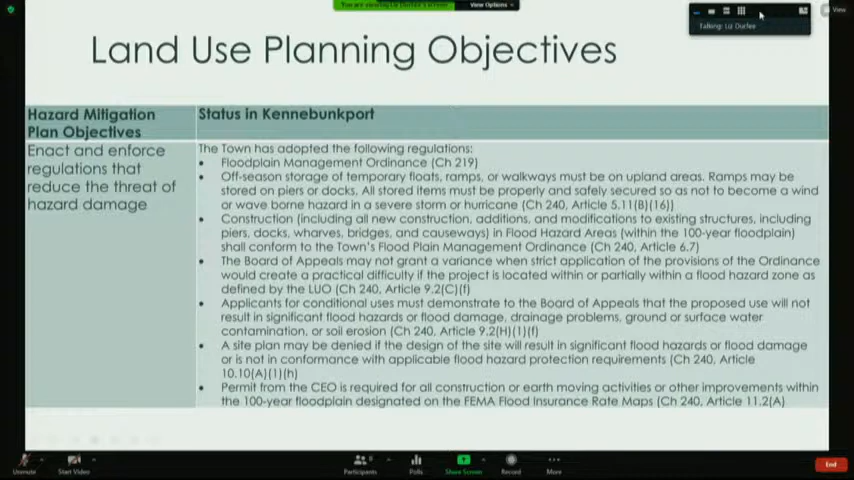 You are viewing Liz Durfee's screen
View Options
View
Talking: Liz Durfee
Land Use Planning Objectives
Hazard Mitigation
Plan Objectives
Status in Kennebunkport
Enact and enforce
regulations that
reduce the threat of
hazard damage
The Town has adopted the following regulations:
• Floodplain Management Ordinance (Ch 219)
• Off-season storage of temporary floats, ramps, or walkways must be on upland areas. Ramps may be
stored on piers or docks. All stored items must be properly and safely secured so as not to become a wind
or wave borne hazard in a severe storm or hurricane (Ch 240, Article 5.11(B)(16))
• Construction (including all new construction, additions, and modifications to existing structures, including
piers, docks, wharves, bridges, and causeways) in Flood Hazard Areas (within the 100-year floodplain)
shall conform to the Town's Flood Plain Management Ordinance (Ch 240, Article 6.7)
• The Board of Appeals may not grant a variance when strict application of the provisions of the Ordinance
would create a practical difficulty if the project is located within or partially within a flood hazard zone as
defined by the LUO (Ch 240, Article 9.2(C)(f)
• Applicants for conditional uses must demonstrate to the Board of Appeals that the proposed use will not
result in significant flood hazards or flood damage, drainage problems, ground or surface water
contamination, or soil erosion (Ch 240, Article 9.2(H)(1)(f)
• A site plan may be denied if the design of the site will result in significant flood hazards or flood damage
or is not in conformance with applicable flood hazard protection requirements (Ch 240, Article
10.10(A)(1)(h)
• Permit from the CEO is required for all construction or earth moving activities or other improvements within
the 100-year floodplain designated on the FEMA Flood Insurance Rate Maps (Ch 240, Article 11.2(A)
Unmute
Start Video
Participants
Polls
Share Screen
Record
More
End